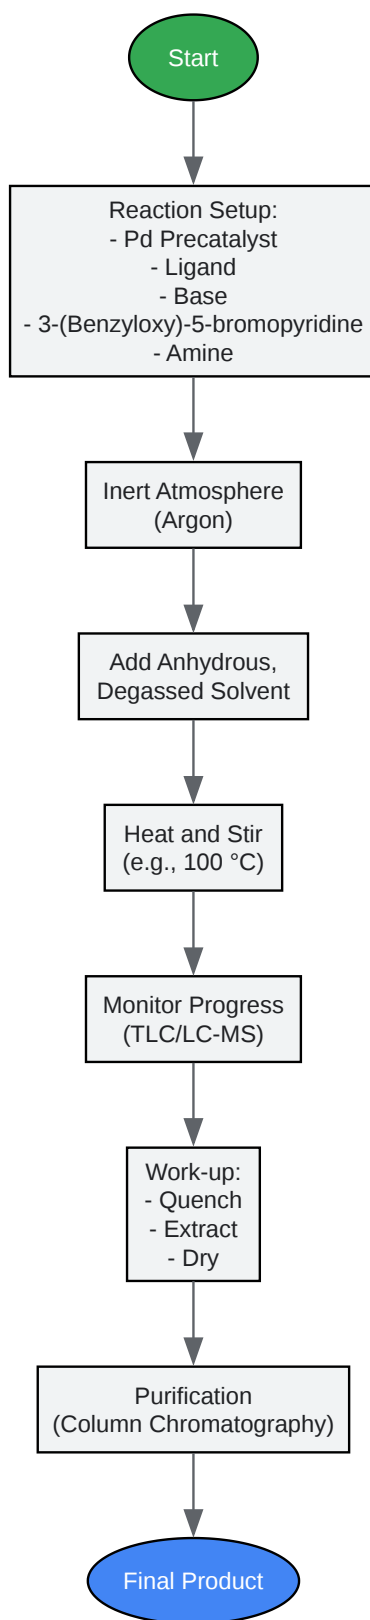 Start
Reaction Setup:
- Pd Precatalyst
- Ligand
- Base
- 3-(Benzyloxy)-5-bromopyridine
- Amine
Inert Atmosphere
(Argon)
Add Anhydrous,
Degassed Solvent
Heat and Stir
(e.g., 100 °C)
Monitor Progress
(TLC/LC-MS)
Work-up:
- Quench
- Extract
- Dry
Purification
(Column Chromatography)
Final Product